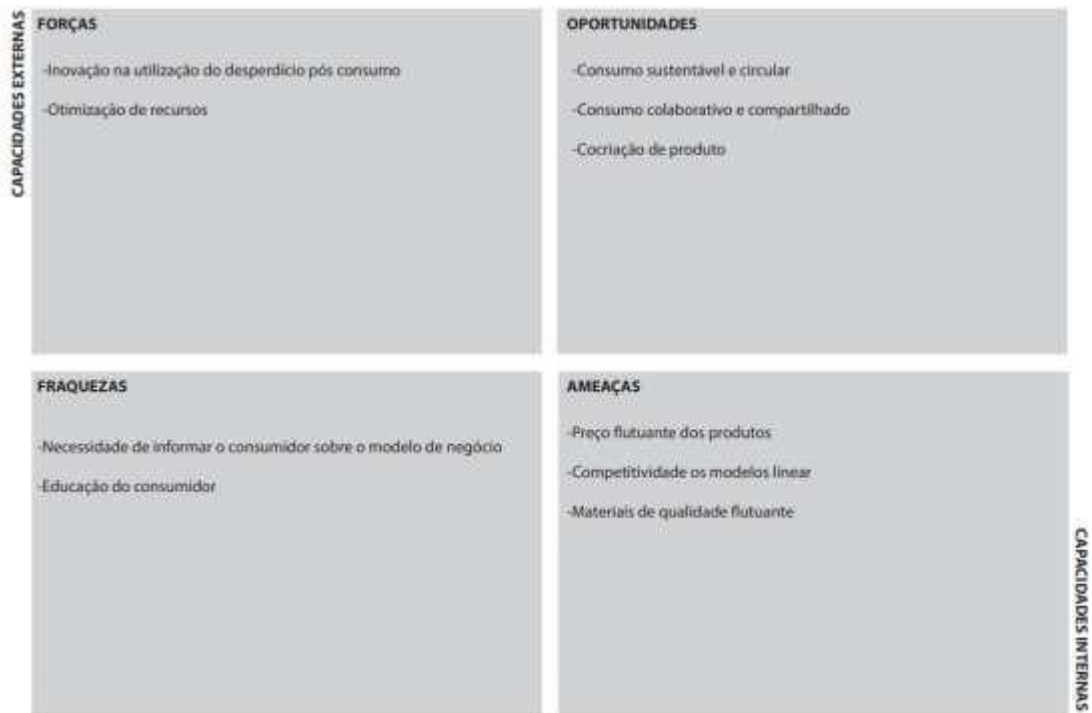 CAPACIDADES EXTERNAS
FORÇAS
-Inovação na utilização do desperdício pós consumo
-Otimização de recursos
OPORTUNIDADES
-Consumo sustentável e circular
-Consumo colaborativo e compartilhado
-Cocriação de produto
FRAQUEZAS
-Necessidade de informar o consumidor sobre o modelo de negócio
-Educação do consumidor
AMEAÇAS
-Preço flutuante dos produtos
-Competitividade os modelos linear
-Materiais de qualidade flutuante
CAPACIDADES INTERNAS